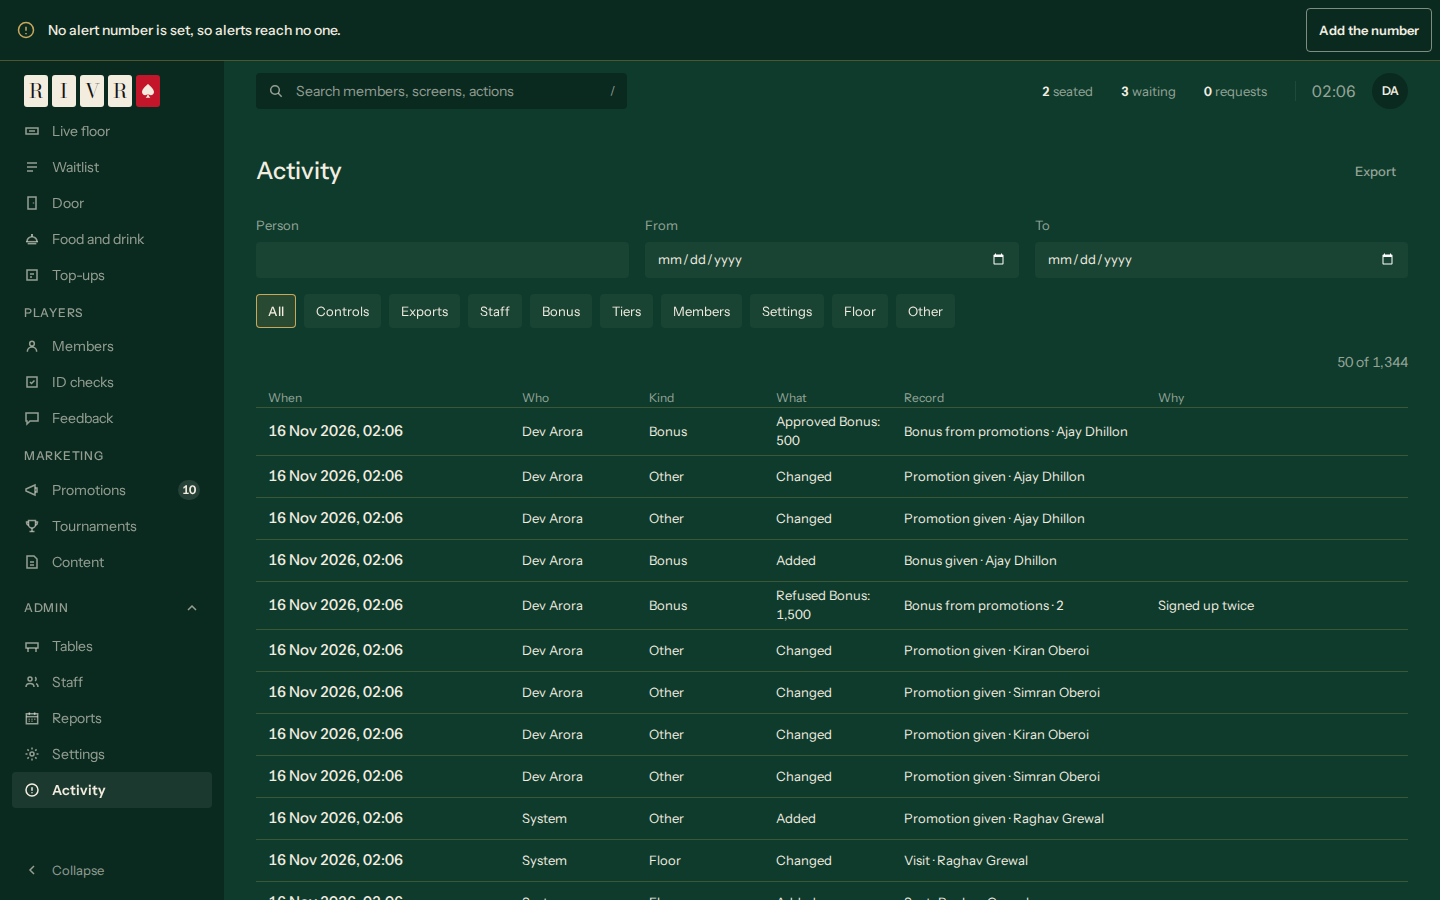 No alert number is set, so alerts reach no one.
Add the number
R I V R
Search members, screens, actions /
2 seated 3 waiting 0 requests 02:06 DA
Live floor
Waitlist
Door
Food and drink
Top-ups
PLAYERS
Members
ID checks
Feedback
MARKETING
Promotions 10
Tournaments
Content
ADMIN
Tables
Staff
Reports
Settings
Activity
Collapse
Activity
Export
Person From To
mm/dd/yyyy mm/dd/yyyy
All Controls Exports Staff Bonus Tiers Members Settings Floor Other
50 of 1,344
When Who Kind What Record Why
16 Nov 2026, 02:06 Dev Arora Bonus Approved Bonus: 500 Bonus from promotions · Ajay Dhillon
16 Nov 2026, 02:06 Dev Arora Other Changed Promotion given · Ajay Dhillon
16 Nov 2026, 02:06 Dev Arora Other Changed Promotion given · Ajay Dhillon
16 Nov 2026, 02:06 Dev Arora Bonus Added Bonus given · Ajay Dhillon
16 Nov 2026, 02:06 Dev Arora Bonus Refused Bonus: 1,500 Bonus from promotions · 2 Signed up twice
16 Nov 2026, 02:06 Dev Arora Other Changed Promotion given · Kiran Oberoi
16 Nov 2026, 02:06 Dev Arora Other Changed Promotion given · Simran Oberoi
16 Nov 2026, 02:06 Dev Arora Other Changed Promotion given · Kiran Oberoi
16 Nov 2026, 02:06 Dev Arora Other Changed Promotion given · Simran Oberoi
16 Nov 2026, 02:06 System Other Added Promotion given · Raghav Grewal
16 Nov 2026, 02:06 System Floor Changed Visit · Raghav Grewal